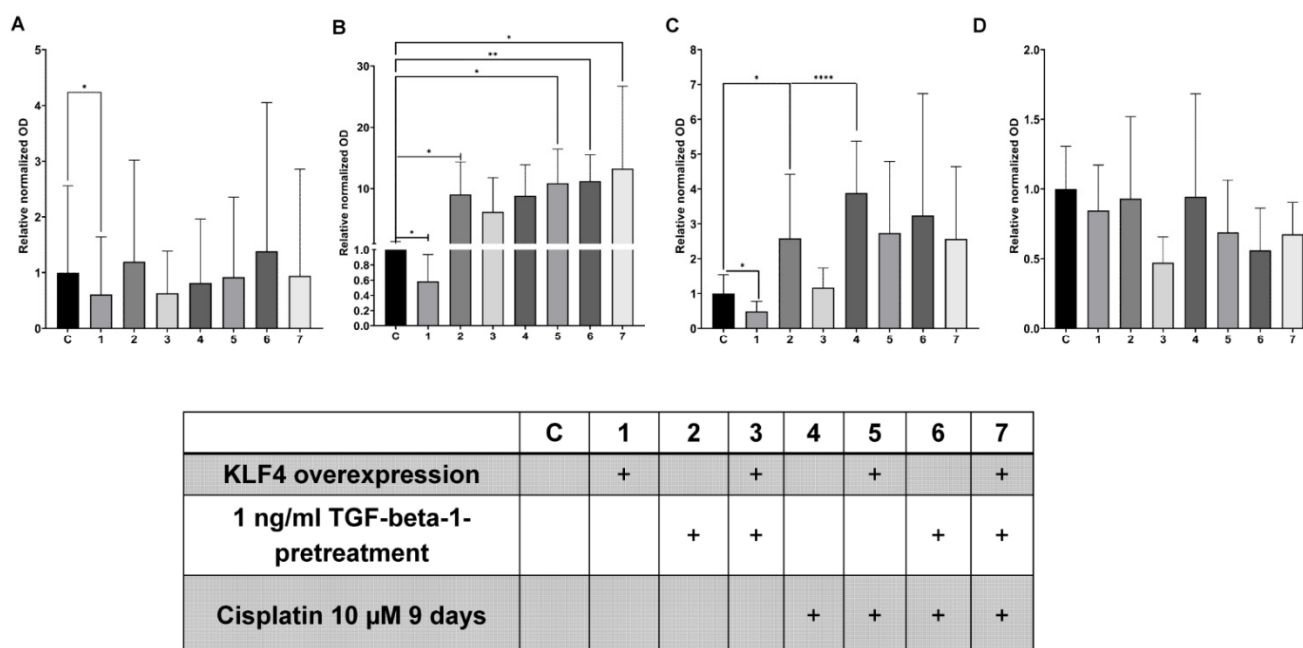 A
Relative normalized OD
5
4
3
2
1
0
*
C 1 2 3 4 5 6 7
B
Relative normalized OD
30
20
10
1.0
0.8
0.6
0.4
0.2
0.0
*
**
*
*
*
C 1 2 3 4 5 6 7
C
Relative normalized OD
8
7
6
5
4
3
2
1
0
* ****
*
C 1 2 3 4 5 6 7
D
Relative normalized OD
2.0
1.5
1.0
0.5
0.0
C 1 2 3 4 5 6 7
C 1 2 3 4 5 6 7
KLF4 overexpression + + + +
1 ng/ml TGF-beta-1-
pretreatment + + + +
Cisplatin 10 µM 9 days + + + +